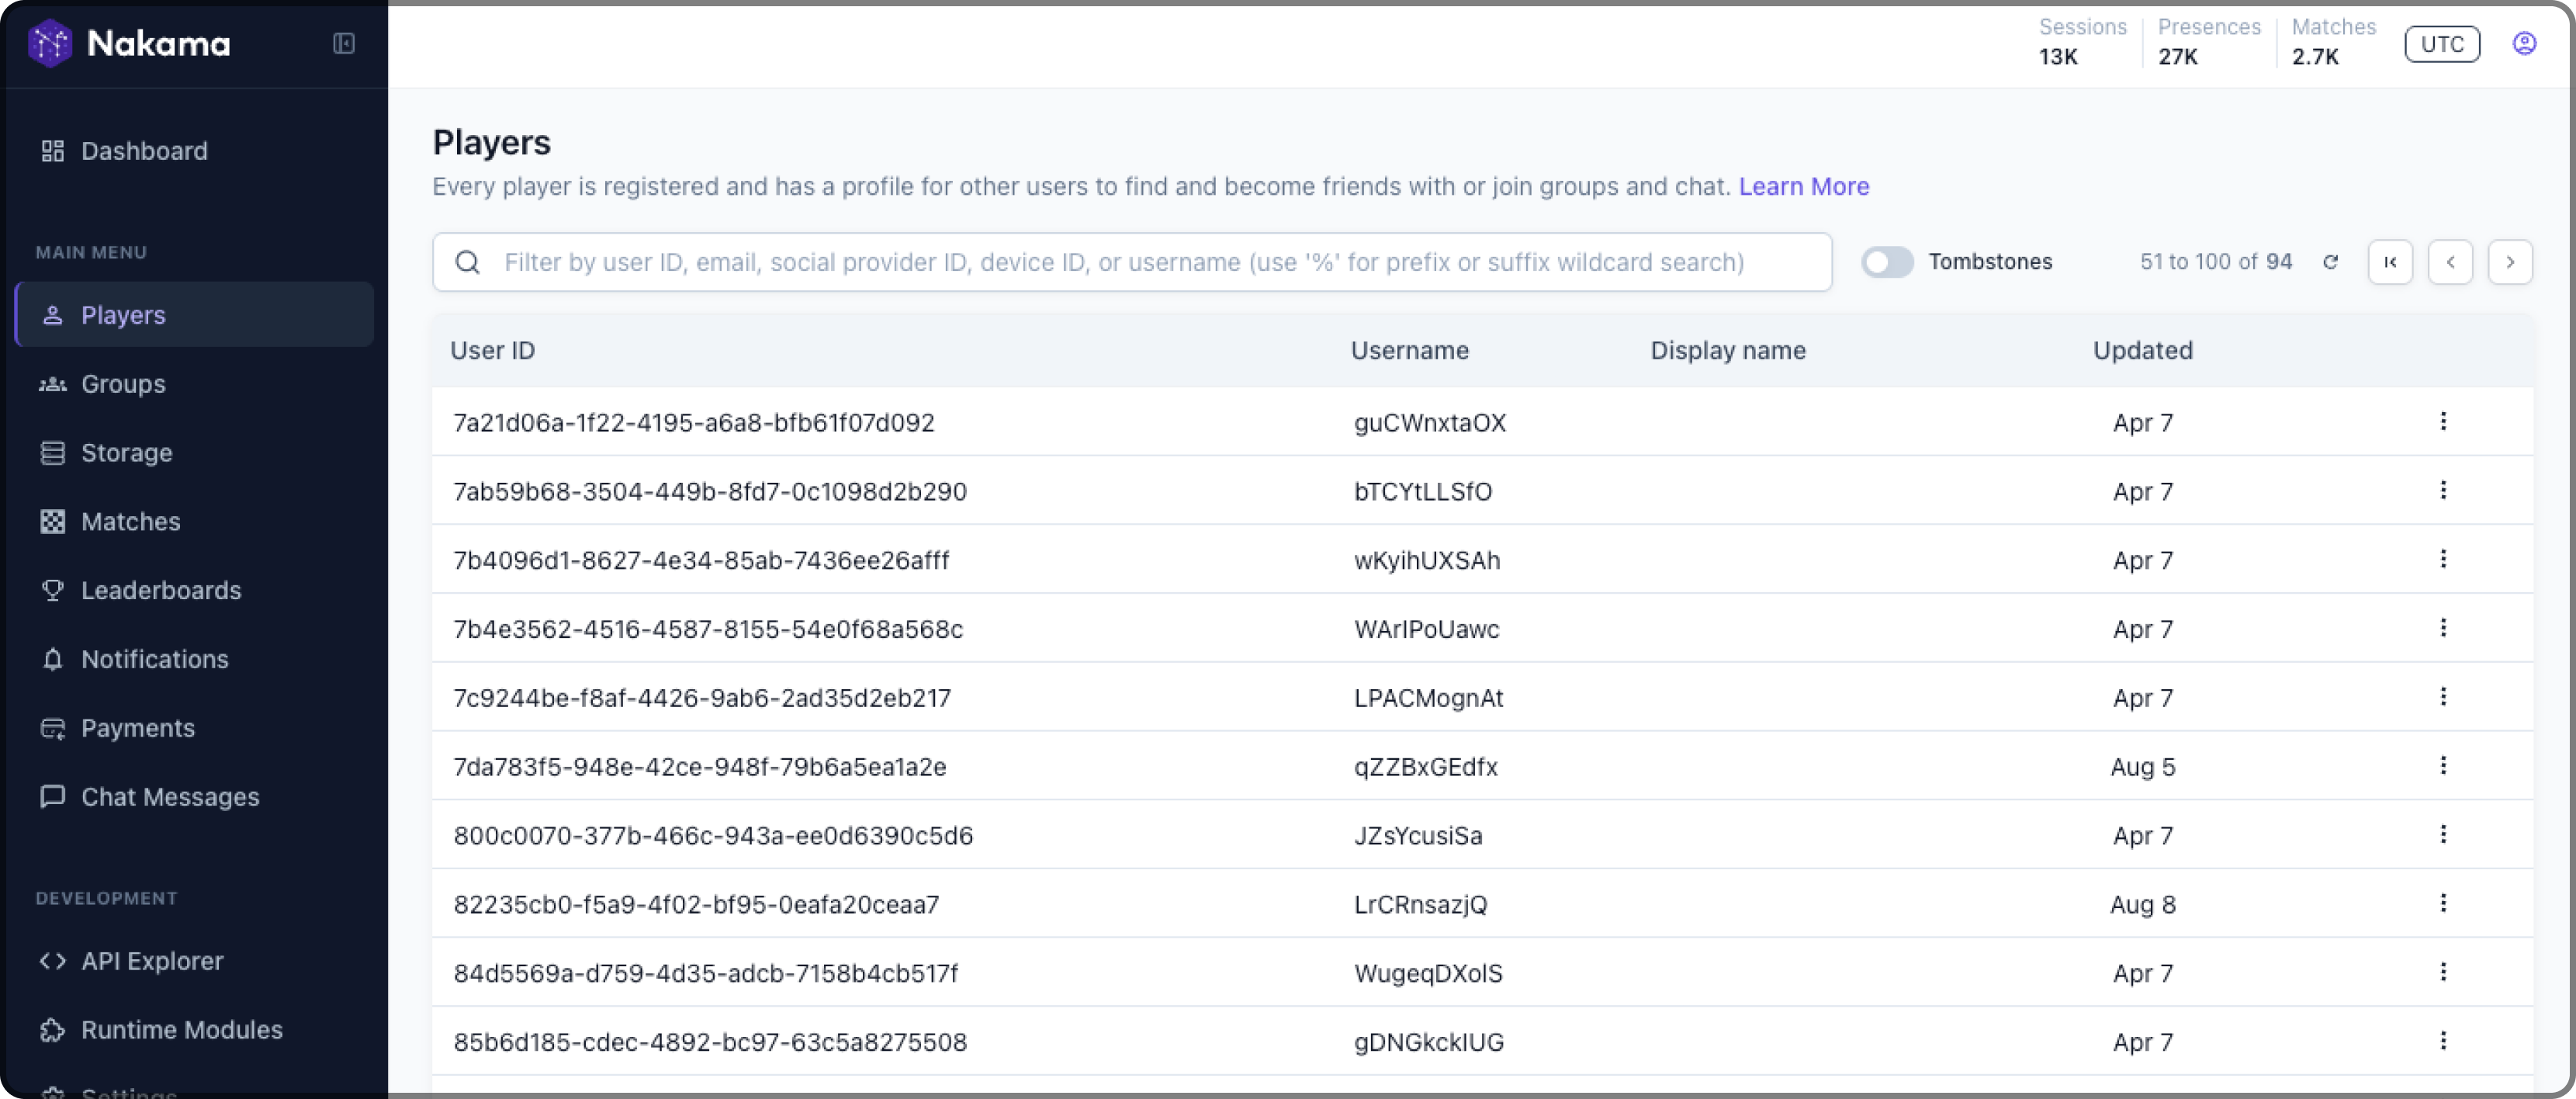 Nakama
Sessions
13K
Presences
27K
Matches
2.7K
UTC
Dashboard
MAIN MENU
Players
Groups
Storage
Matches
Leaderboards
Notifications
Payments
Chat Messages
DEVELOPMENT
API Explorer
Runtime Modules
Settings
Players
Every player is registered and has a profile for other users to find and become friends with or join groups and chat. Learn More
Filter by user ID, email, social provider ID, device ID, or username (use '%' for prefix or suffix wildcard search)
Tombstones
51 to 100 of 94
User ID Username Display name Updated
7a21d06a-1f22-4195-a6a8-bfb61f07d092 guCWnxtaOX Apr 7
7ab59b68-3504-449b-8fd7-0c1098d2b290 bTCYtLLSfO Apr 7
7b4096d1-8627-4e34-85ab-7436ee26afff wKyihUXSAh Apr 7
7b4e3562-4516-4587-8155-54e0f68a568c WArIPoUawc Apr 7
7c9244be-f8af-4426-9ab6-2ad35d2eb217 LPACMognAt Apr 7
7da783f5-948e-42ce-948f-79b6a5ea1a2e qZZBxGEdfx Aug 5
800c0070-377b-466c-943a-ee0d6390c5d6 JZsYcusiSa Apr 7
82235cb0-f5a9-4f02-bf95-0eafa20ceaa7 LrCRnsazjQ Aug 8
84d5569a-d759-4d35-adcb-7158b4cb517f WugeqDXolS Apr 7
85b6d185-cdec-4892-bc97-63c5a8275508 gDNGkckIUG Apr 7